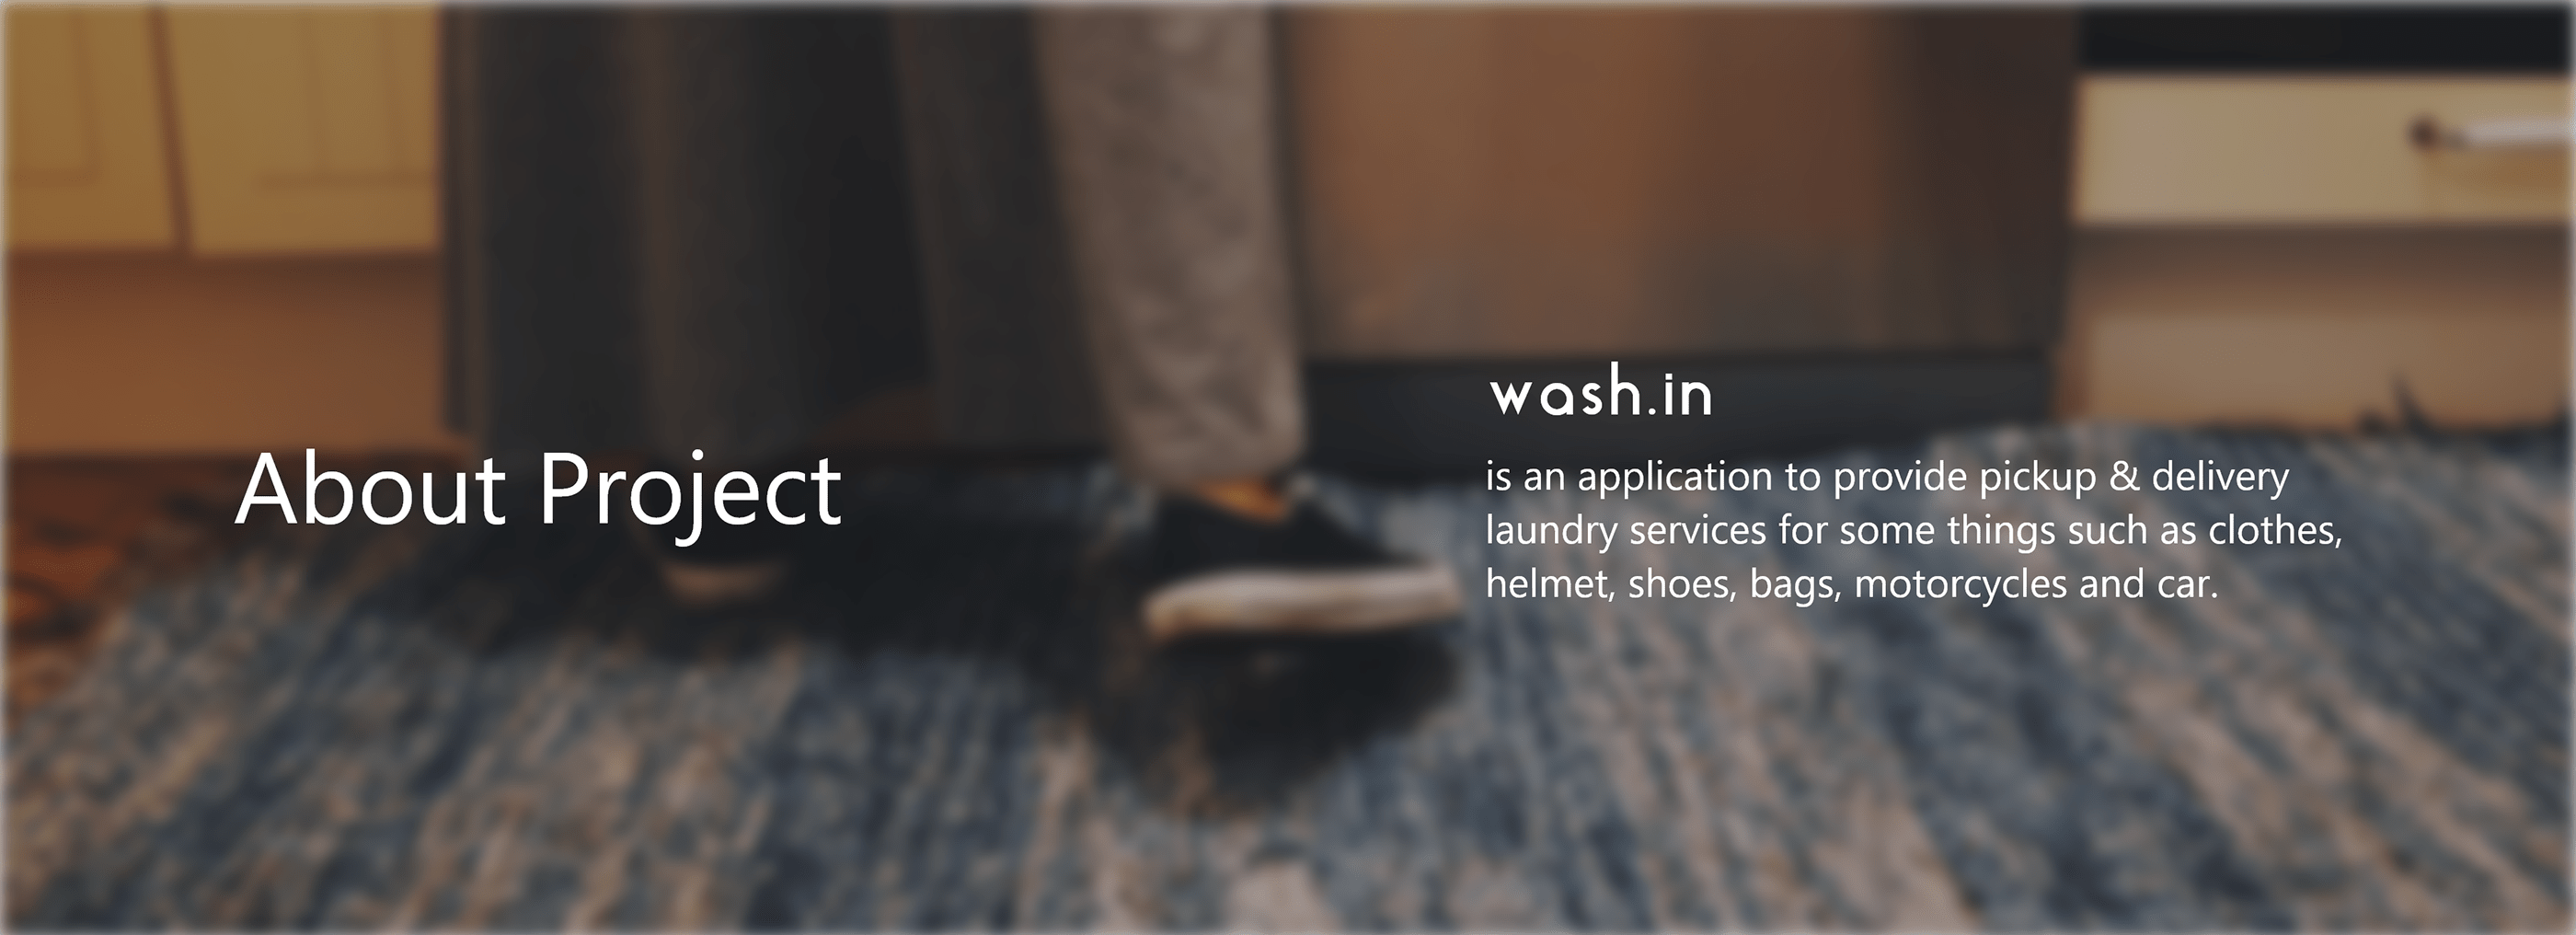 About Project
wash.in
is an application to provide pickup & delivery
laundry services for some things such as clothes,
helmet, shoes, bags, motorcycles and car.